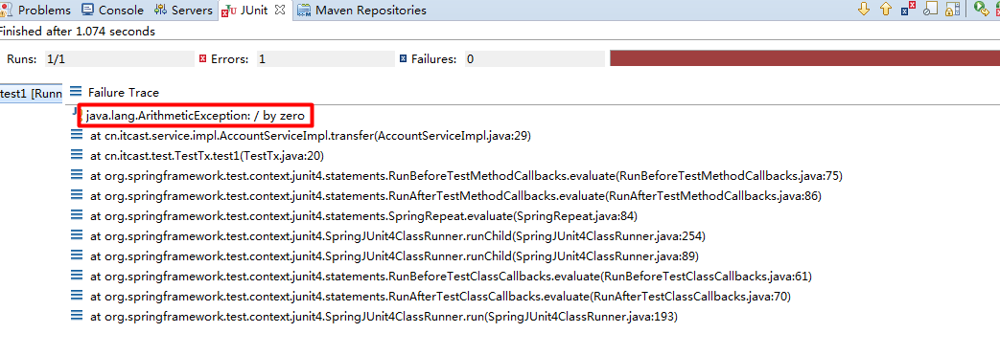 Problems Console Servers JUnit Maven Repositories
Finished after 1.074 seconds
Runs: 1/1 Errors: 1 Failures: 0
test1 [Runn Failure Trace
java.lang.ArithmeticException: / by zero
at cn.itcast.service.impl.AccountServiceImpl.transfer(AccountServiceImpl.java:29)
at cn.itcast.test.TestTx.test1(TestTx.java:20)
at org.springframework.test.context.junit4.statements.RunBeforeTestMethodCallbacks.evaluate(RunBeforeTestMethodCallbacks.java:75)
at org.springframework.test.context.junit4.statements.RunAfterTestMethodCallbacks.evaluate(RunAfterTestMethodCallbacks.java:86)
at org.springframework.test.context.junit4.statements.SpringRepeat.evaluate(SpringRepeat.java:84)
at org.springframework.test.context.junit4.SpringJUnit4ClassRunner.runChild(SpringJUnit4ClassRunner.java:254)
at org.springframework.test.context.junit4.SpringJUnit4ClassRunner.runChild(SpringJUnit4ClassRunner.java:89)
at org.springframework.test.context.junit4.statements.RunBeforeTestClassCallbacks.evaluate(RunBeforeTestClassCallbacks.java:61)
at org.springframework.test.context.junit4.statements.RunAfterTestClassCallbacks.evaluate(RunAfterTestClassCallbacks.java:70)
at org.springframework.test.context.junit4.SpringJUnit4ClassRunner.run(SpringJUnit4ClassRunner.java:193)